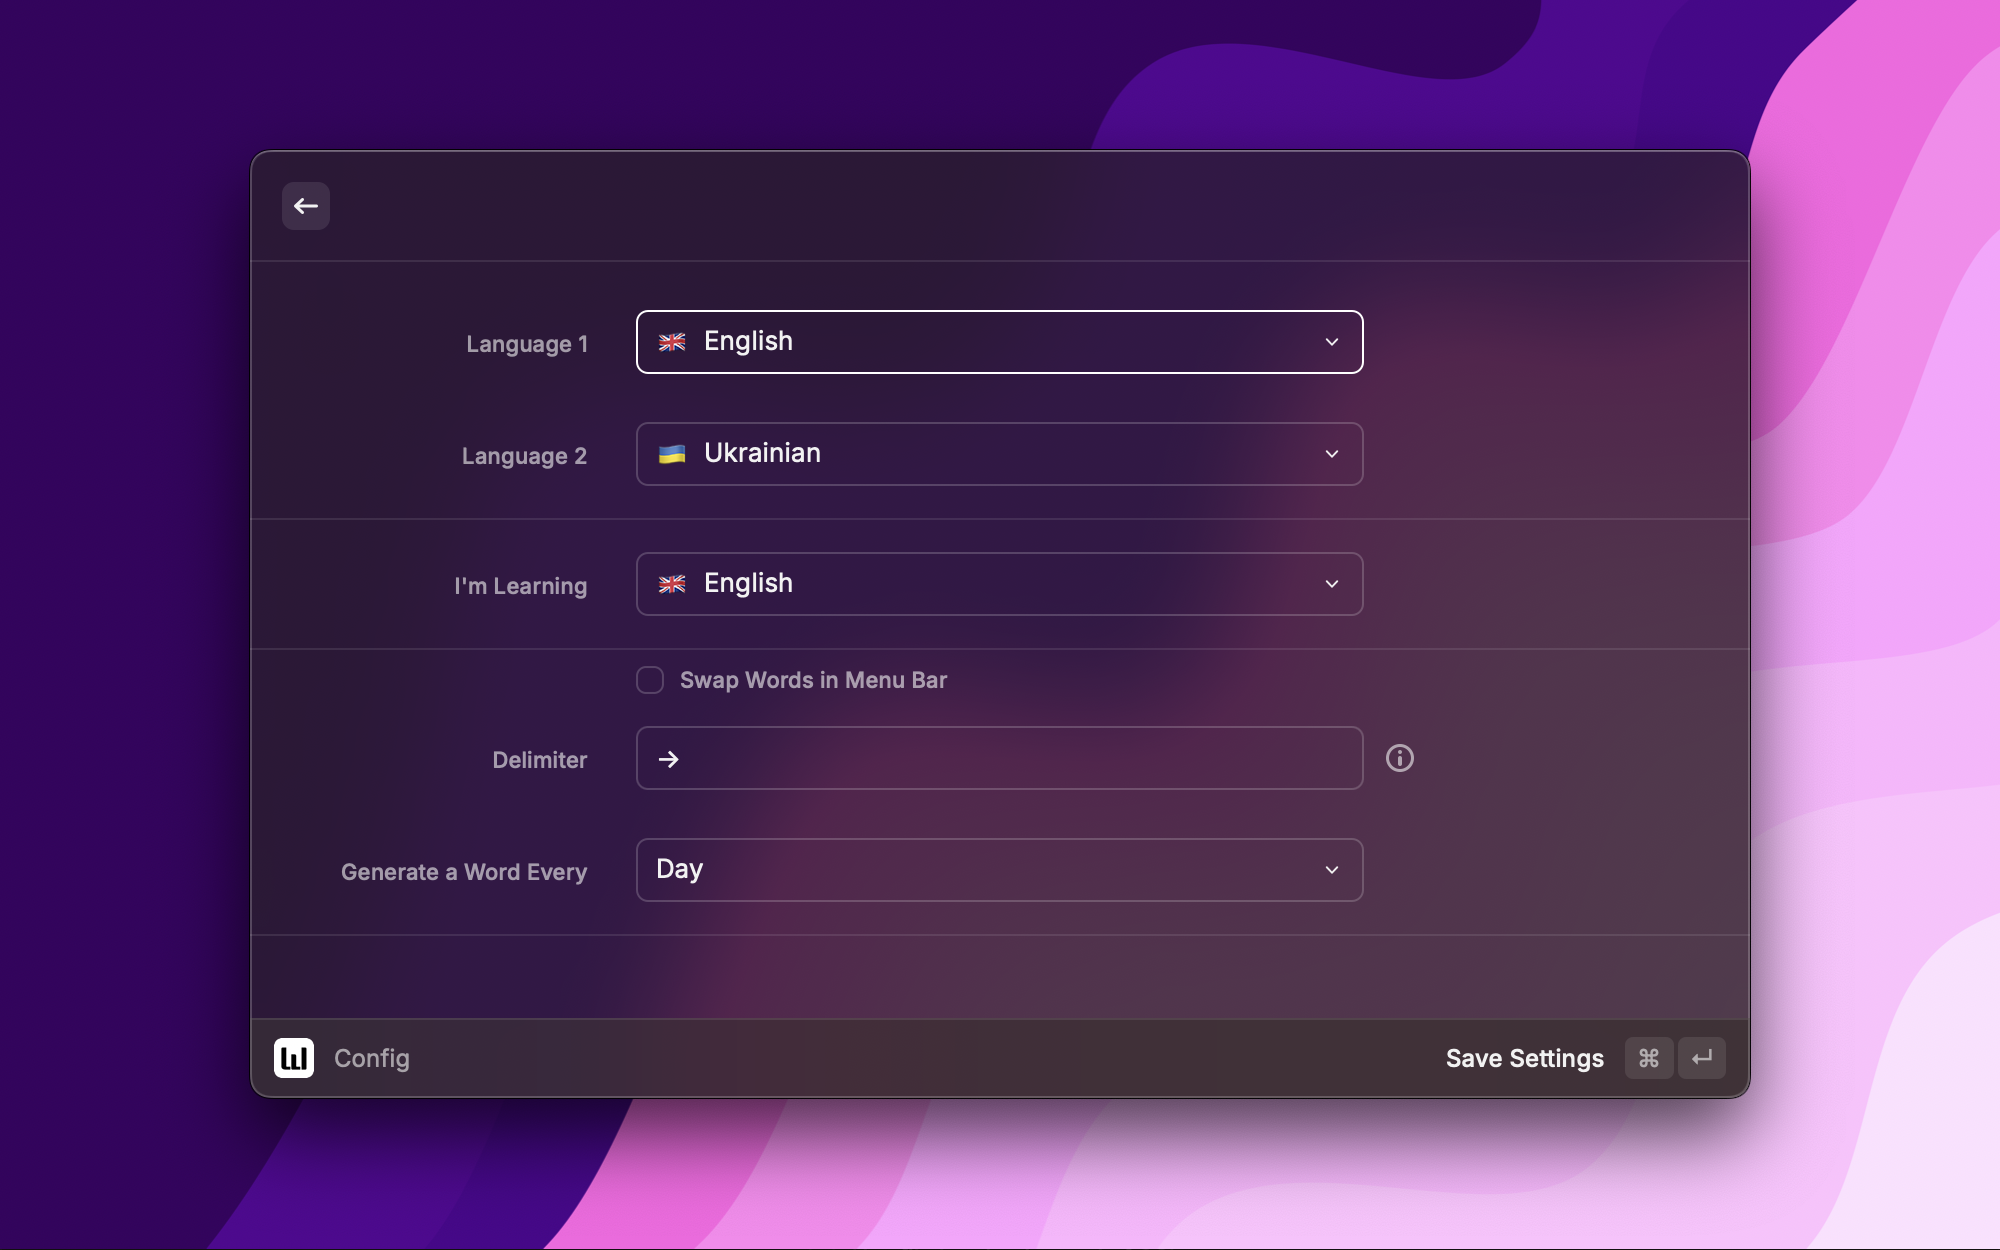 Language 1
English
Language 2
Ukrainian
I'm Learning
English
Swap Words in Menu Bar
Delimiter
→
Generate a Word Every
Day
Config
Save Settings ⌘ ↵